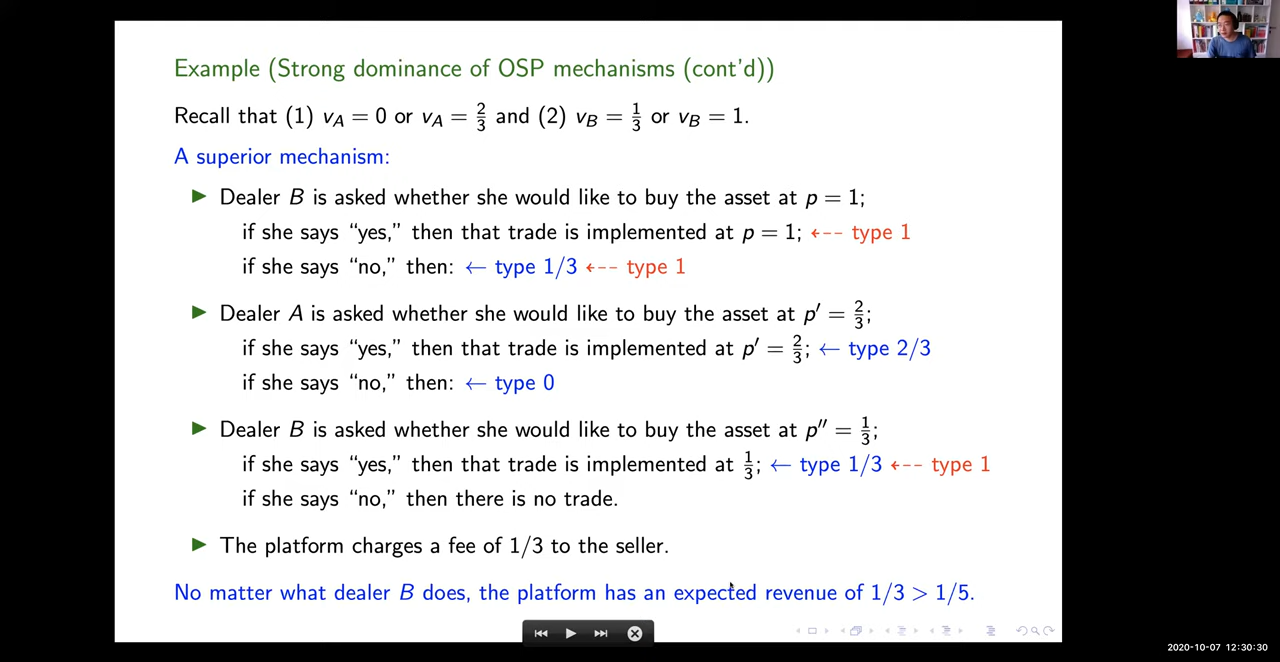 Example (Strong dominance of OSP mechanisms (cont'd))
Recall that (1) v_A = 0 or v_A = 2/3 and (2) v_B = 1/3 or v_B = 1.
A superior mechanism:
▶ Dealer B is asked whether she would like to buy the asset at p = 1;
if she says “yes,” then that trade is implemented at p = 1; ⇠ type 1
if she says “no,” then: ← type 1/3 ⇠ type 1
▶ Dealer A is asked whether she would like to buy the asset at p′ = 2/3;
if she says “yes,” then that trade is implemented at p′ = 2/3; ← type 2/3
if she says “no,” then: ← type 0
▶ Dealer B is asked whether she would like to buy the asset at p″ = 1/3;
if she says “yes,” then that trade is implemented at 1/3; ← type 1/3 ⇠ type 1
if she says “no,” then there is no trade.
▶ The platform charges a fee of 1/3 to the seller.
No matter what dealer B does, the platform has an expected revenue of 1/3 > 1/5.
2020-10-07 12:30:30